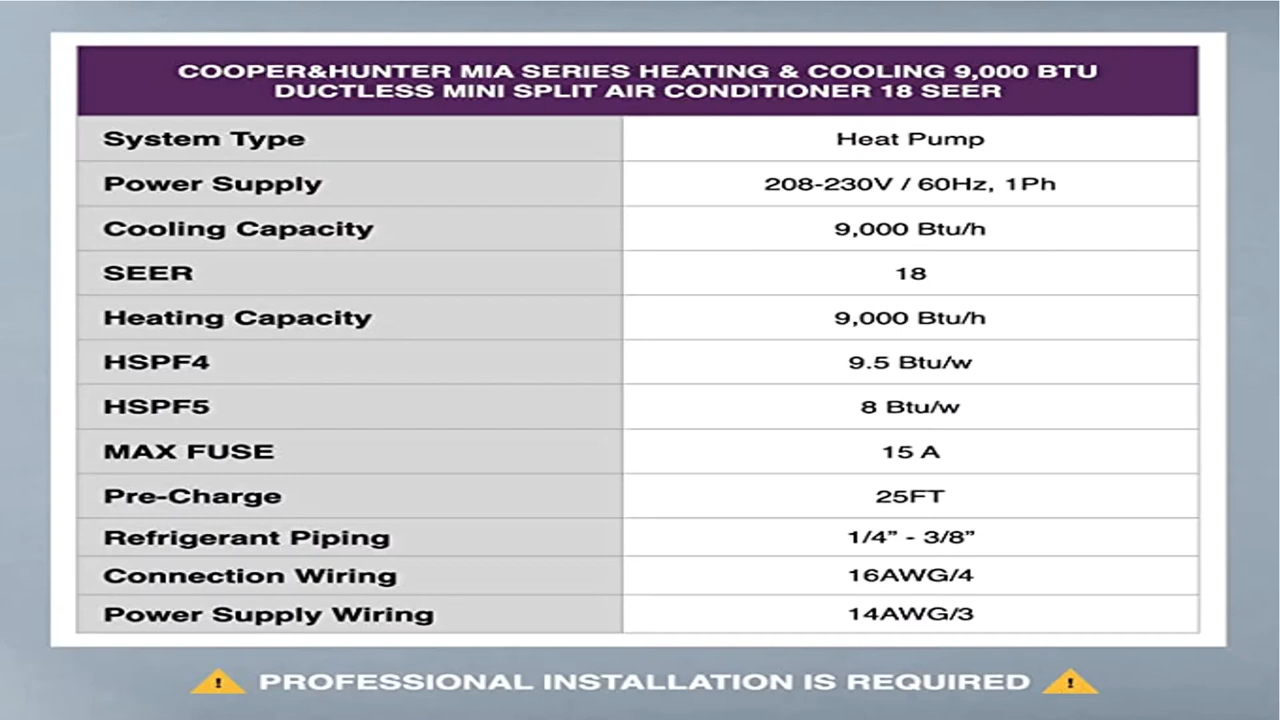 COOPER&HUNTER MIA SERIES HEATING & COOLING 9,000 BTU
DUCTLESS MINI SPLIT AIR CONDITIONER 18 SEER
System Type Heat Pump
Power Supply 208-230V / 60Hz, 1Ph
Cooling Capacity 9,000 Btu/h
SEER 18
Heating Capacity 9,000 Btu/h
HSPF4 9.5 Btu/w
HSPF5 8 Btu/w
MAX FUSE 15 A
Pre-Charge 25FT
Refrigerant Piping 1/4” - 3/8”
Connection Wiring 16AWG/4
Power Supply Wiring 14AWG/3
! PROFESSIONAL INSTALLATION IS REQUIRED !